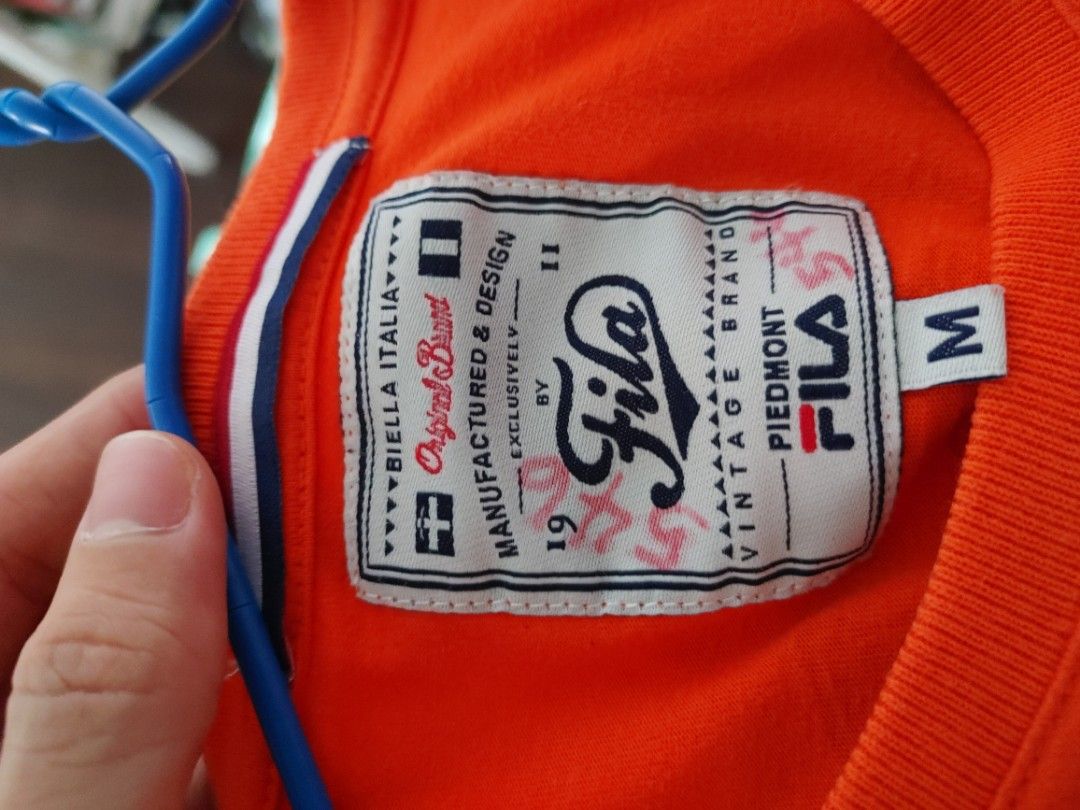 BIELLA ITALIA
Original Brand
MANUFACTURED & DESIGN
EXCLUSIVELY
BY
19 11
Fila
VINTAGE BRAND
PIEDMONT
FILA
M